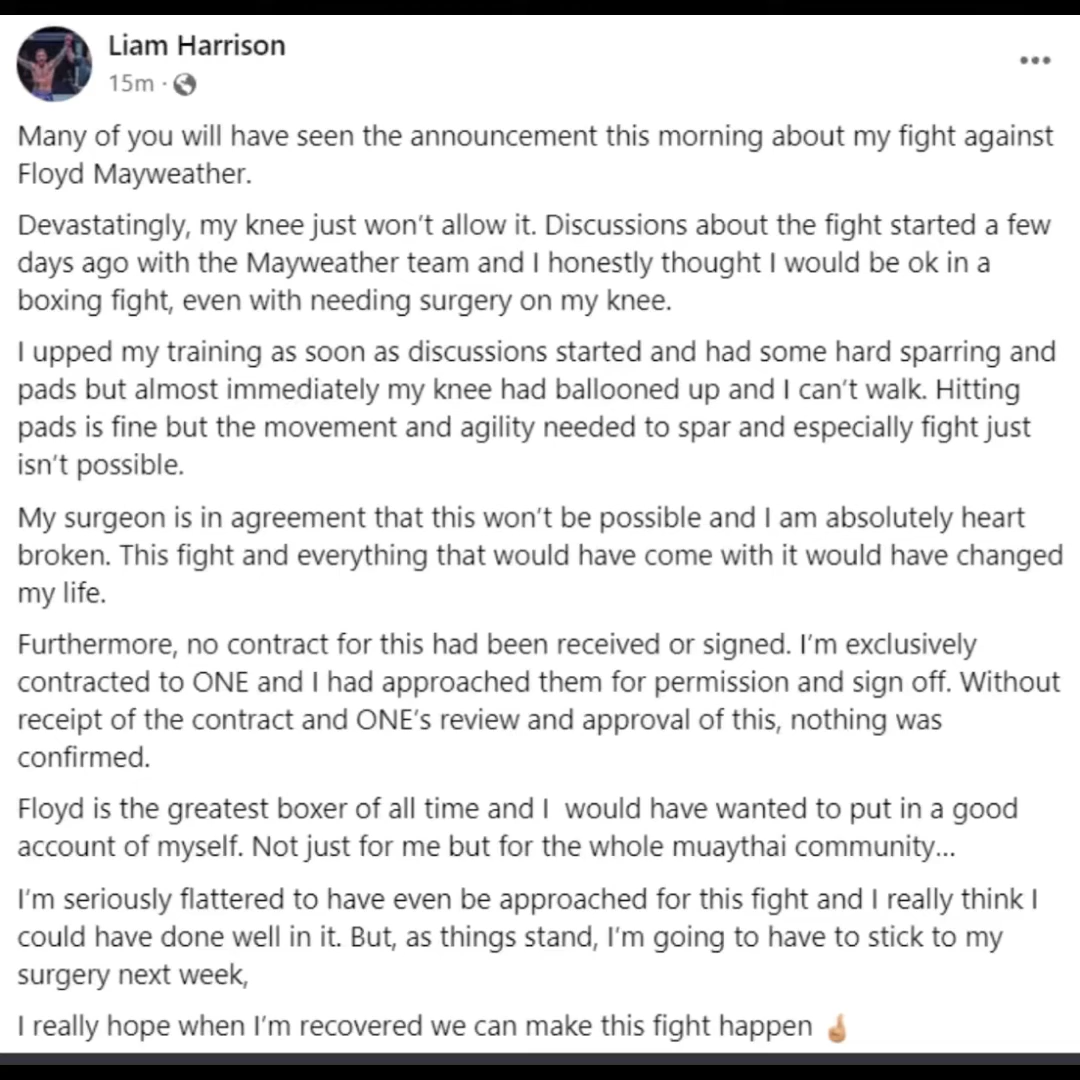 Liam Harrison
15m ·
Many of you will have seen the announcement this morning about my fight against
Floyd Mayweather.
Devastatingly, my knee just won't allow it. Discussions about the fight started a few
days ago with the Mayweather team and I honestly thought I would be ok in a
boxing fight, even with needing surgery on my knee.
I upped my training as soon as discussions started and had some hard sparring and
pads but almost immediately my knee had ballooned up and I can't walk. Hitting
pads is fine but the movement and agility needed to spar and especially fight just
isn't possible.
My surgeon is in agreement that this won't be possible and I am absolutely heart
broken. This fight and everything that would have come with it would have changed
my life.
Furthermore, no contract for this had been received or signed. I'm exclusively
contracted to ONE and I had approached them for permission and sign off. Without
receipt of the contract and ONE's review and approval of this, nothing was
confirmed.
Floyd is the greatest boxer of all time and I  would have wanted to put in a good
account of myself. Not just for me but for the whole muaythai community...
I'm seriously flattered to have even be approached for this fight and I really think I
could have done well in it. But, as things stand, I'm going to have to stick to my
surgery next week,
I really hope when I'm recovered we can make this fight happen 🤞🏼